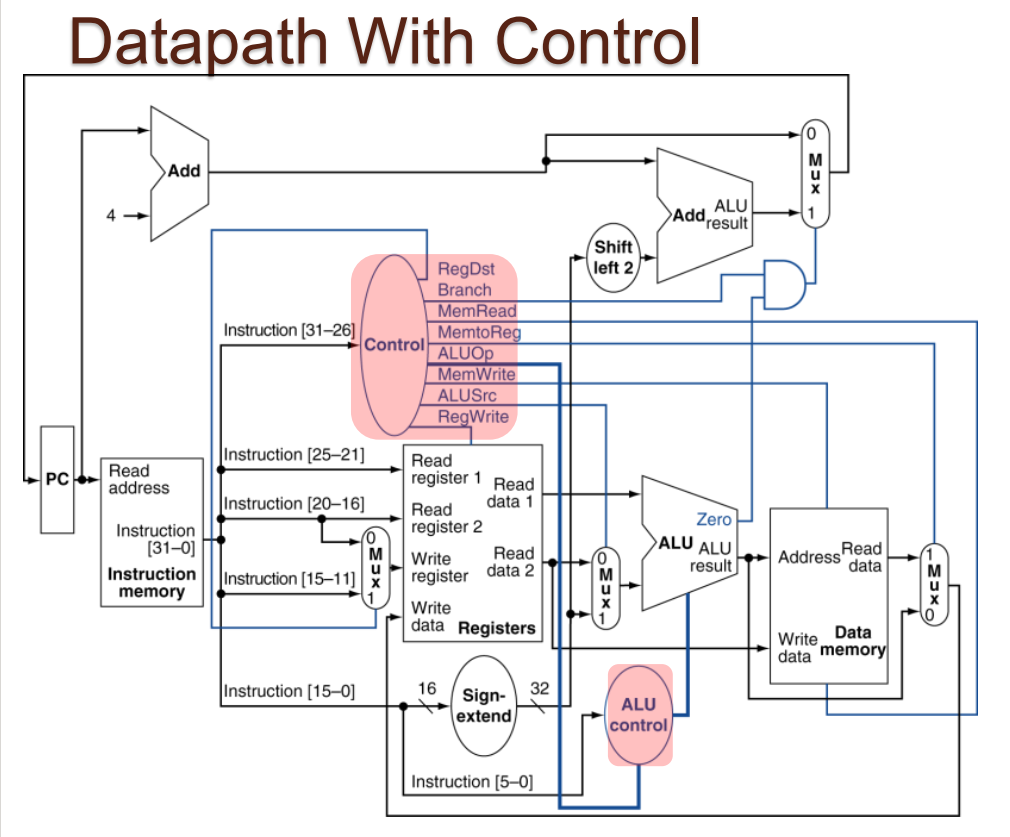 Datapath With Control
Add
4
0
M
u
x
1
Add
ALU
result
Shift
left 2
RegDst
Branch
MemRead
MemtoReg
ALUOp
MemWrite
ALUSrc
RegWrite
Control
Instruction [31–26]
Instruction [25–21]
Instruction [20–16]
Instruction [15–11]
Instruction [15–0]
Instruction [5–0]
PC
Read
address
Instruction
[31–0]
Instruction
memory
0
M
u
x
1
Read
register 1
Read
register 2
Write
register
Write
data
Read
data 1
Read
data 2
Registers
0
M
u
x
1
Zero
ALU
ALU
result
Address
Read
data
Write
data
Data
memory
1
M
u
x
0
16
Sign-
extend
32
ALU
control